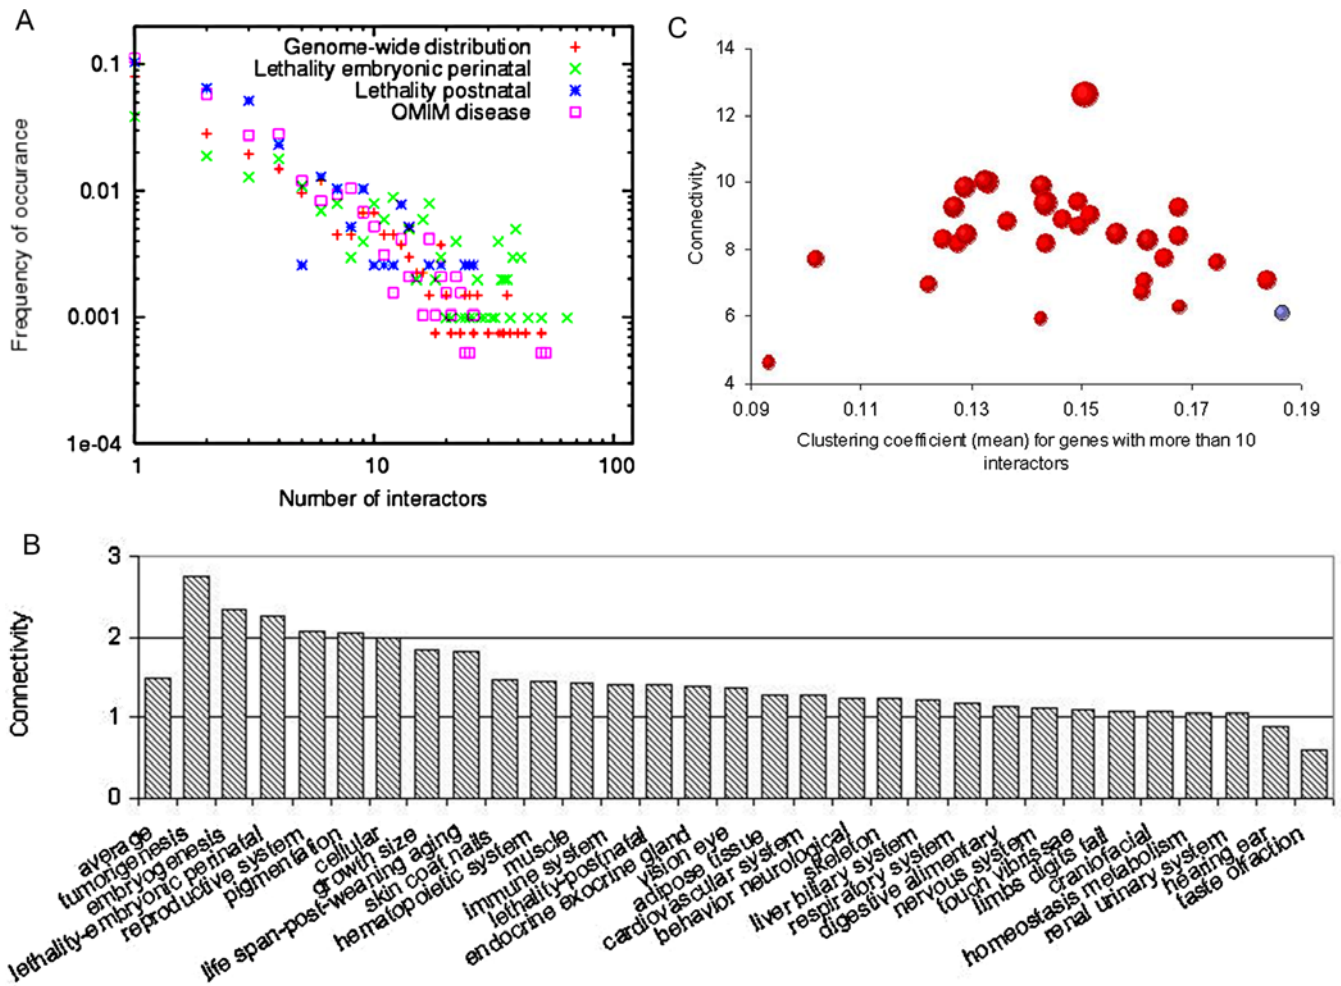 A
Genome-wide distribution
Lethality embryonic perinatal
Lethality postnatal
OMIM disease
0.1
0.01
0.001
1e-04
Frequency of occurance
1
10
100
Number of interactors
C
14
12
10
8
6
4
Connectivity
0.09
0.11
0.13
0.15
0.17
0.19
Clustering coefficient (mean) for genes with more than 10
interactors
B
3
2
1
0
Connectivity
average
tumorigenesis
embryogenesis
lethality-embryonic perinatal
reproductive system
pigmentation
cellular
growth size
life span-post-weaning aging
skin coat nails
hematopoietic system
muscle
immune system
lethality-postnatal
endocrine exocrine gland
vision eye
adipose tissue
cardiovascular system
behavior neurological
skeleton
liver biliary system
respiratory system
digestive alimentary
nervous system
touch vibrissae
limbs digits tail
craniofacial
homeostasis metabolism
renal urinary system
hearing ear
taste olfaction